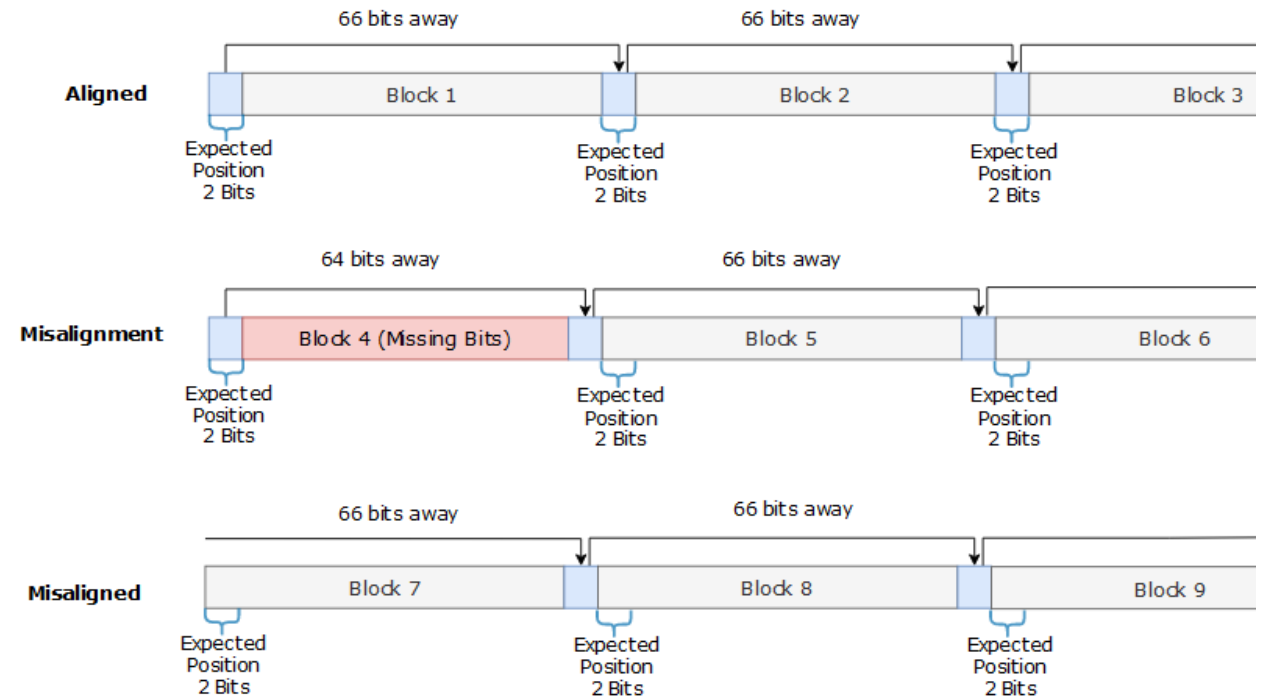 66 bits away
66 bits away
Aligned
Block 1
Block 2
Block 3
Expected
Position
2 Bits
Expected
Position
2 Bits
Expected
Position
2 Bits
64 bits away
66 bits away
Misalignment
Block 4 (Missing Bits)
Block 5
Block 6
Expected
Position
2 Bits
Expected
Position
2 Bits
Expected
Position
2 Bits
66 bits away
66 bits away
Misaligned
Block 7
Block 8
Block 9
Expected
Position
2 Bits
Expected
Position
2 Bits
Expected
Position
2 Bits